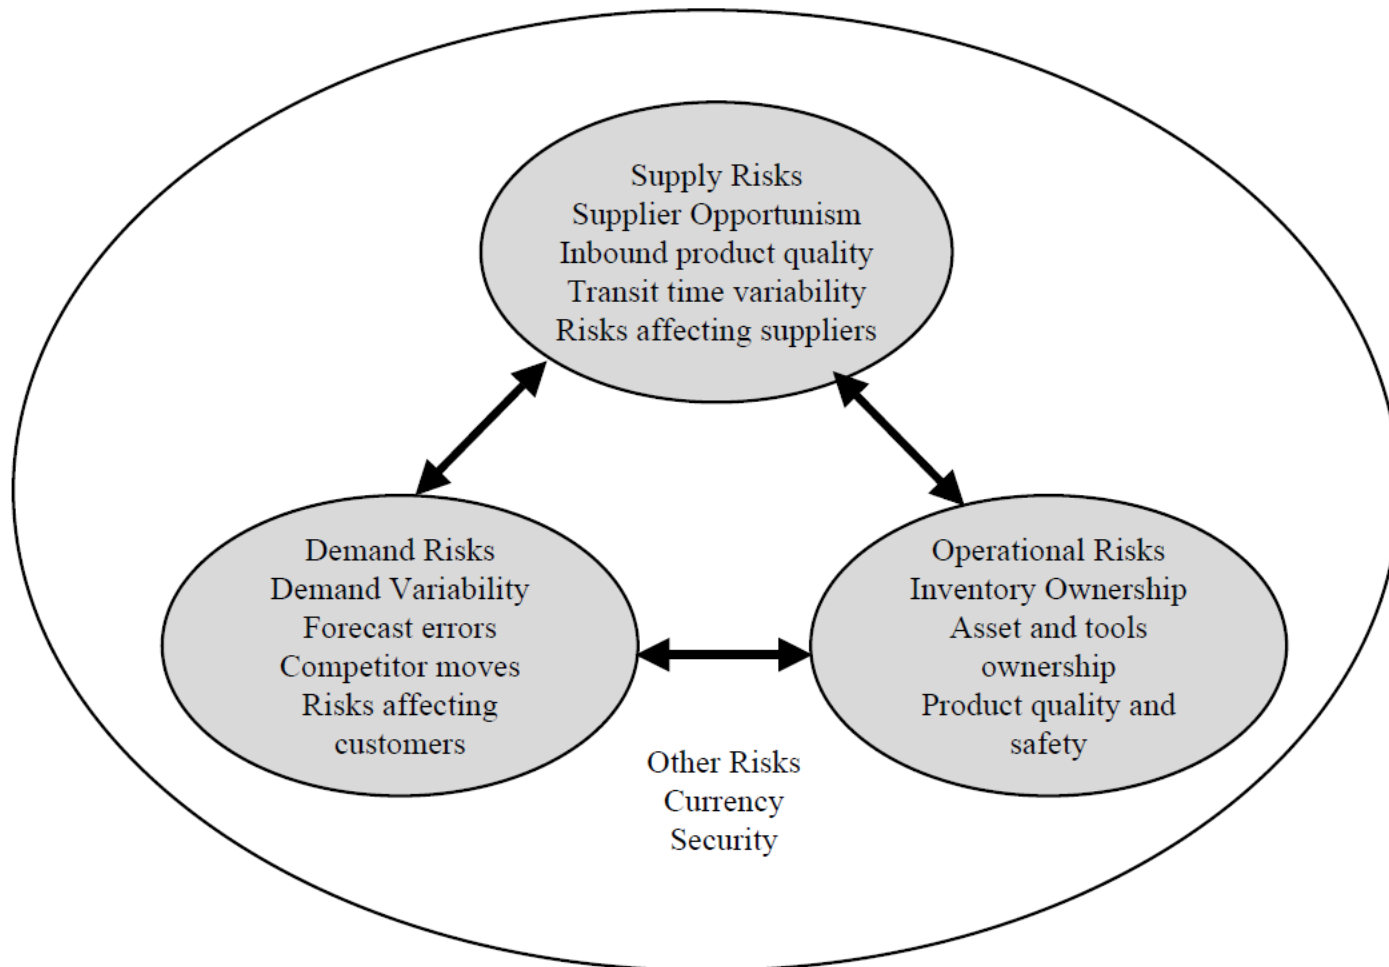 Supply Risks
Supplier Opportunism
Inbound product quality
Transit time variability
Risks affecting suppliers
Demand Risks
Demand Variability
Forecast errors
Competitor moves
Risks affecting
customers
Operational Risks
Inventory Ownership
Asset and tools
ownership
Product quality and
safety
Other Risks
Currency
Security